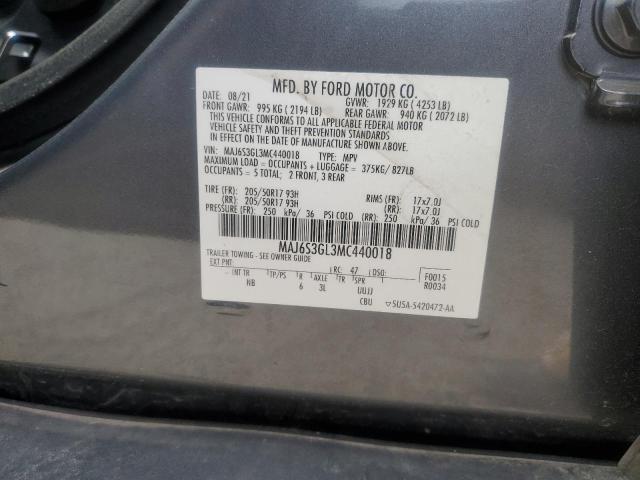 MFD. BY FORD MOTOR CO.
DATE: 08/21 GVWR: 1929 KG ( 4253 LB)
FRONT GAWR: 995 KG ( 2194 LB) REAR GAWR: 940 KG ( 2072 LB)
THIS VEHICLE CONFORMS TO ALL APPLICABLE FEDERAL MOTOR
VEHICLE SAFETY AND THEFT PREVENTION STANDARDS
IN EFFECT ON THE DATE OF MANUFACTURE SHOWN ABOVE.
VIN: MAJ6S3GL3MC440018 TYPE: MPV
MAXIMUM LOAD = OCCUPANTS + LUGGAGE = 375KG/ 827LB
OCCUPANTS = 5 TOTAL; 2 FRONT, 3 REAR
TIRE (FR): 205/50R17 93H RIMS (FR): 17x7.0J
(RR): 205/50R17 93H (RR): 17x7.0J
PRESSURE (FR): 250 kPa/ 36 PSI COLD (RR): 250 kPa/ 36 PSI COLD
MAJ6S3GL3MC440018
TRAILER TOWING - SEE OWNER GUIDE
EXT PNT: RC: 47 DSO: F0015
INT TR TP/PS R AXLE TR SPR R0034
NB 6 3L UUJJ
CBU 5U5A-5420472-AA